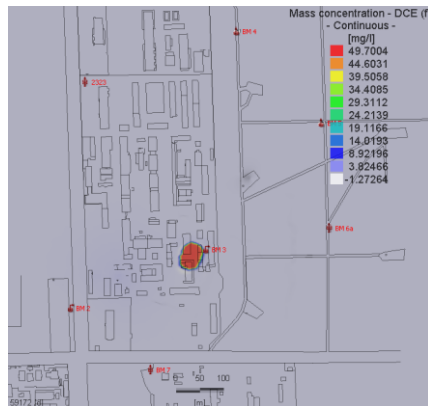 Mass concentration - DCE (f
- Continuous -
[mg/l]
49.7004
44.6031
39.5058
34.4085
29.3112
24.2139
19.1166
14.0193
8.92196
3.82466
-1.27264
BM 4
2323
BM 3
BM 6a
BM 2
BM 7
0 50 100
[m]